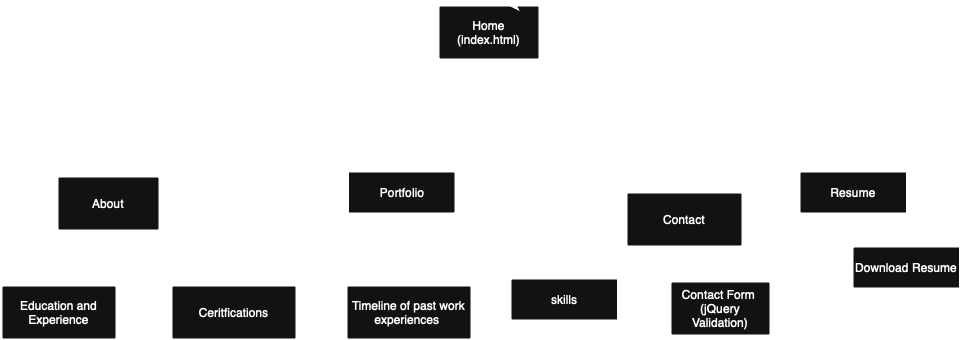 Home
(index.html)
About
Portfolio
Contact
Resume
Download Resume
Education and
Experience
Ceritfications
Timeline of past work
experiences
skills
Contact Form
(jQuery
Validation)